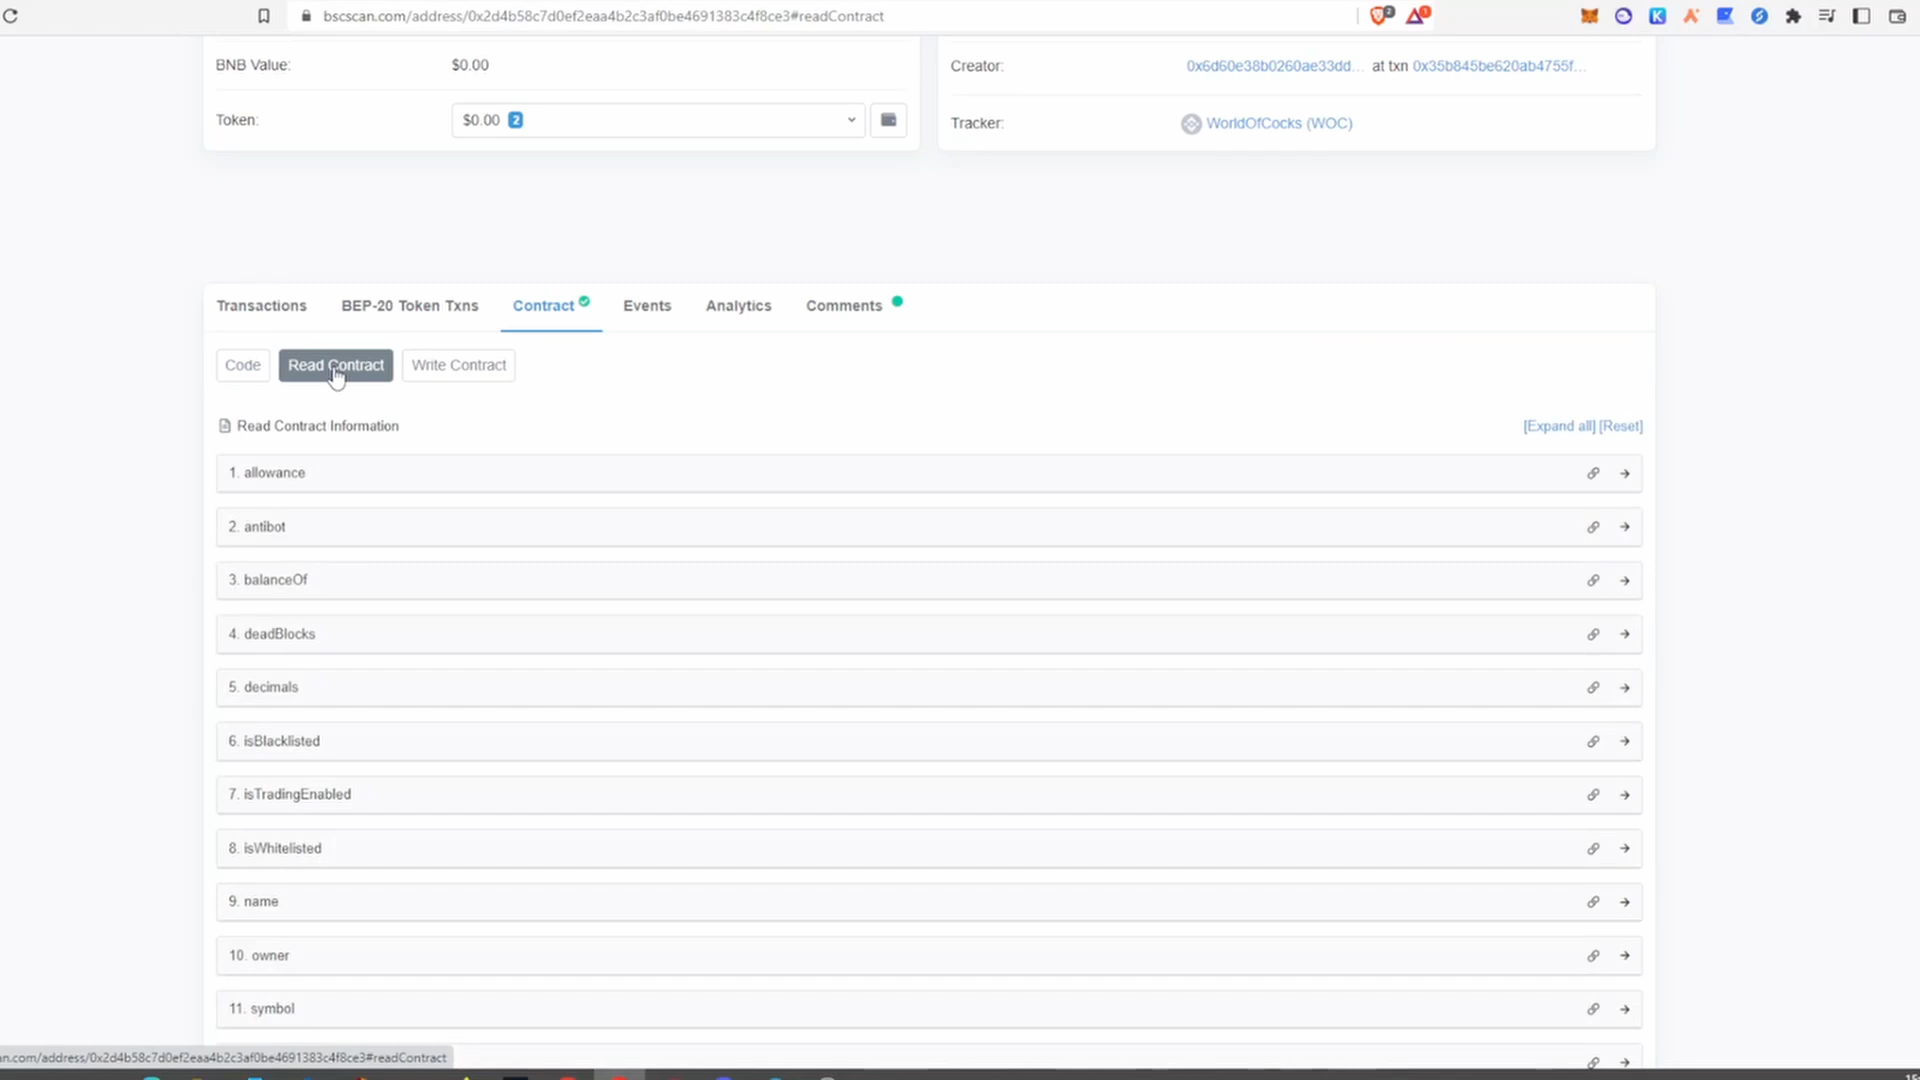 bscscan.com/address/0x2d4b58c7d0ef2eaa4b2c3af0be4691383c4f8ce3#readContract
2
1
BNB Value: $0.00
Creator: 0x6d60e38b0260ae33dd... at txn 0x35b845be620ab4755f...
Token: $0.00 2
Tracker: WorldOfCocks (WOC)
Transactions BEP-20 Token Txns Contract Events Analytics Comments
Code Read Contract Write Contract
Read Contract Information [Expand all] [Reset]
1. allowance
2. antibot
3. balanceOf
4. deadBlocks
5. decimals
6. isBlacklisted
7. isTradingEnabled
8. isWhitelisted
9. name
10. owner
11. symbol
an.com/address/0x2d4b58c7d0ef2eaa4b2c3af0be4691383c4f8ce3#readContract